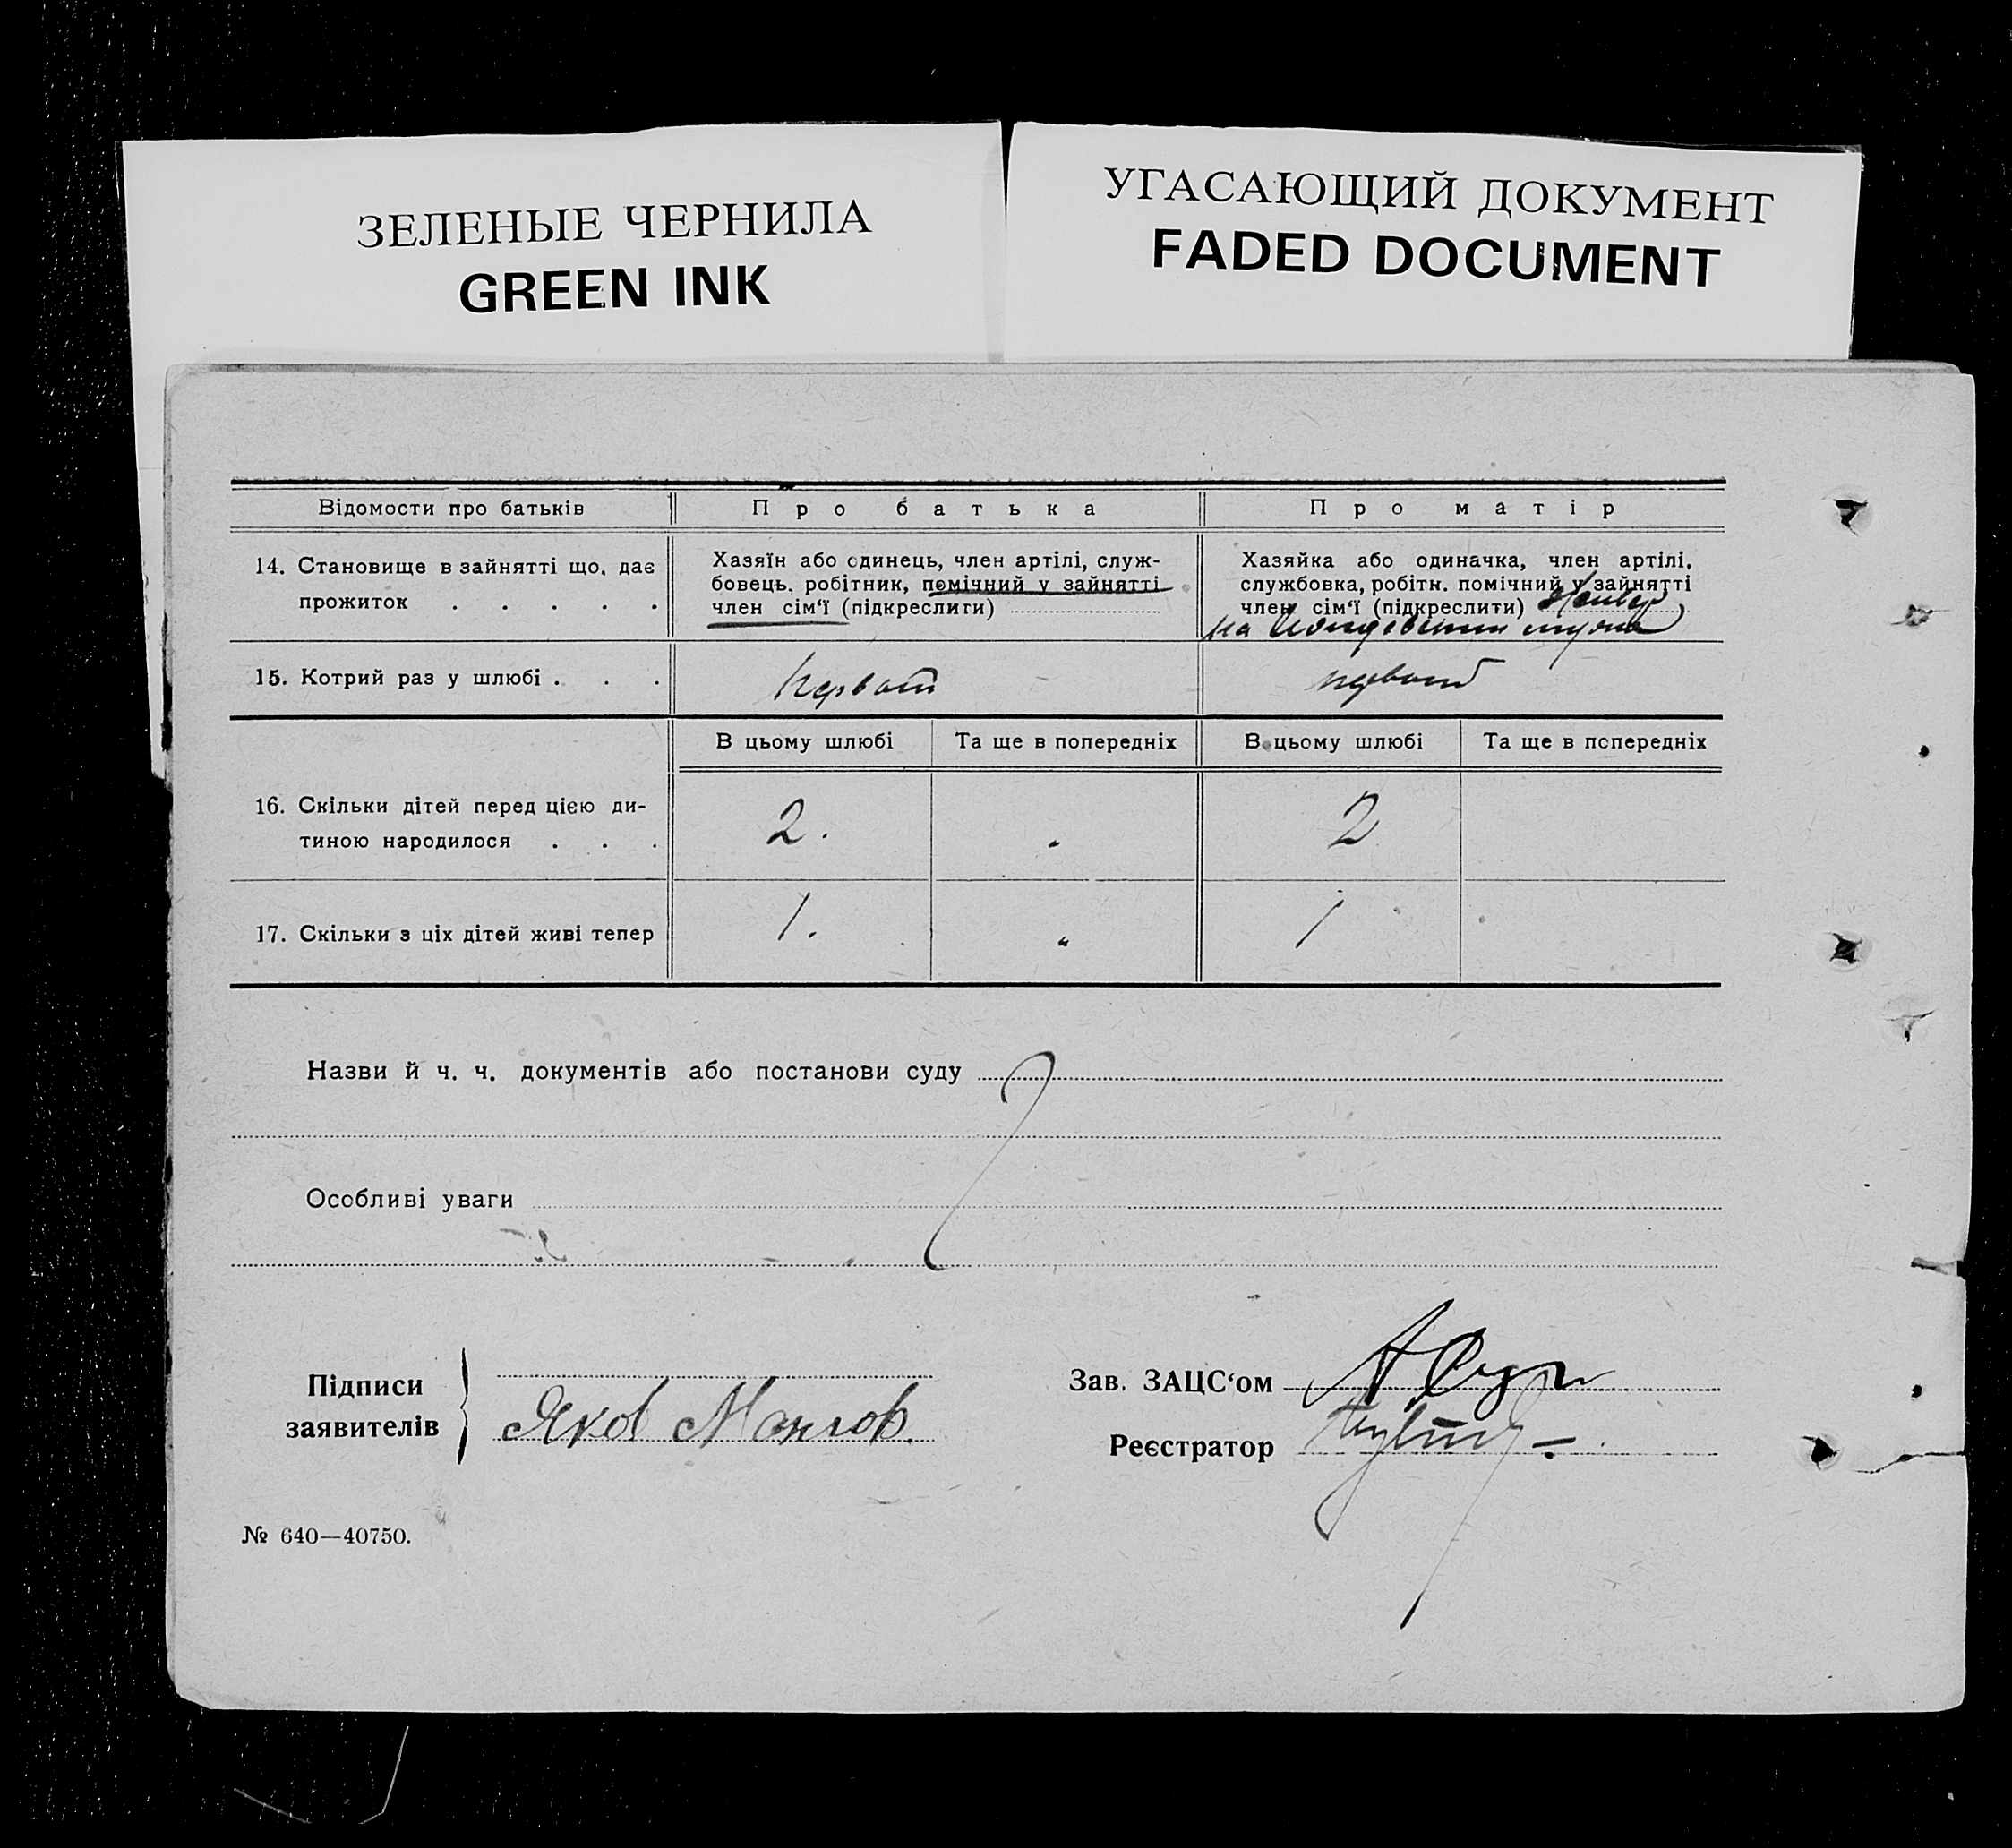 ЗЕЛЕНЫЕ ЧЕРНИЛА
GREEN INK
УГАСАЮЩИЙ ДОКУМЕНТ
FADED DOCUMENT
Відомости про батьків
Про батька
Про матір
14. Становище в зайнятті що, дає
прожиток . . . . .
Хазяїн або одинець, член артілі, служ-
бовець, робітник, помічний у зайнятті
член сім‘ї (підкреслити)
Хазяйка або одиначка, член артілі,
службовка, робітн. помічний у зайнятті
член сім‘ї (підкреслити)
на
15. Котрий раз у шлюбі . . .
первый
первый
В цьому шлюбі
Та ще в попередніх
В цьому шлюбі
Та ще в попередніх
16. Скільки дітей перед цією ди-
тиною народилося . . .
2.
2
17. Скільки з ціх дітей живі тепер
1.
1
Назви й ч. ч. документів або постанови суду
Особливі уваги
Підписи
заявителів
Яков
Зав. ЗАЦС‘ом
Реєстратор
№ 640—40750.